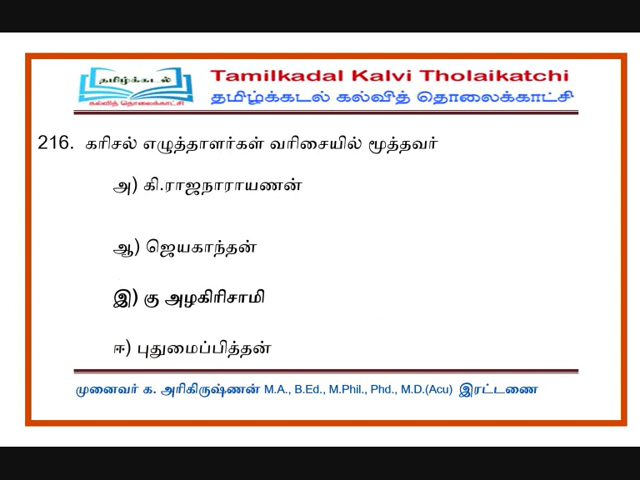 தமிழ்க்கடல்
கல்வித் தொலைக்காட்சி
Tamilkadal Kalvi Tholaikatchi
தமிழ்க்கடல் கல்வித் தொலைக்காட்சி
216. கரிசல் எழுத்தாளர்கள் வரிசையில் மூத்தவர்
அ) கி.ராஜநாராயணன்
ஆ) ஜெயகாந்தன்
இ) கு அழகிரிசாமி
ஈ) புதுமைப்பித்தன்
முனைவர் க. அரிகிருஷ்ணன் M.A., B.Ed., M.Phil., Phd., M.D.(Acu) இரட்டணை